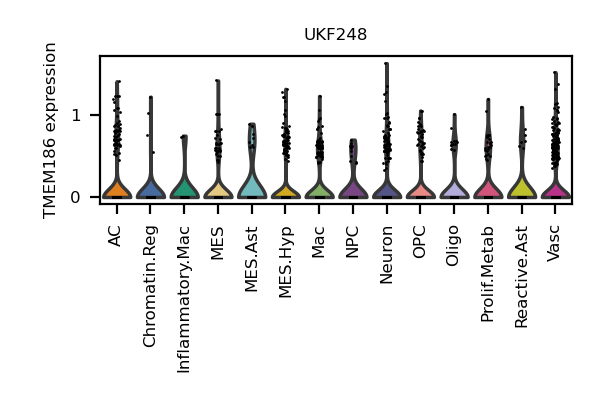 UKF248
TMEM186 expression
1
0
AC
Chromatin.Reg
Inflammatory.Mac
MES
MES.Ast
MES.Hyp
Mac
NPC
Neuron
OPC
Oligo
Prolif.Metab
Reactive.Ast
Vasc